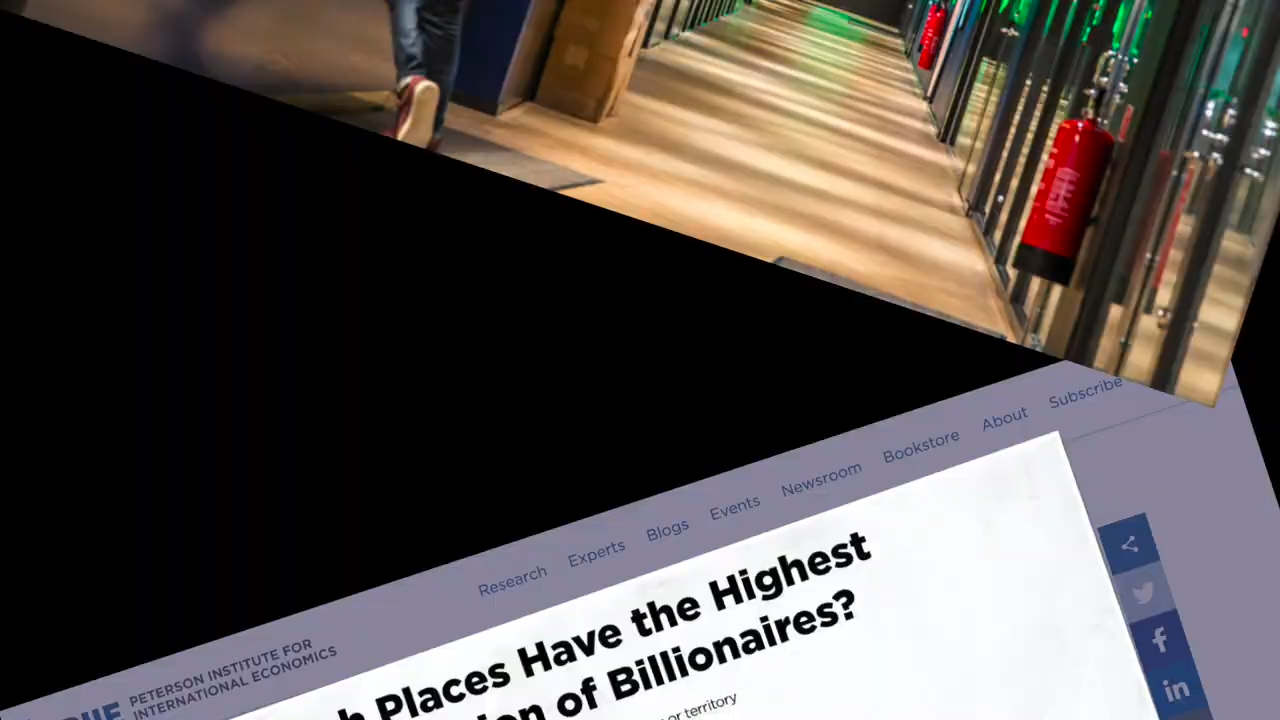 Research Experts Blogs Events Newsroom Bookstore About Subscribe
PETERSON INSTITUTE FOR
INTERNATIONAL ECONOMICS
Places Have the Highest
of Billionaires?
or territory